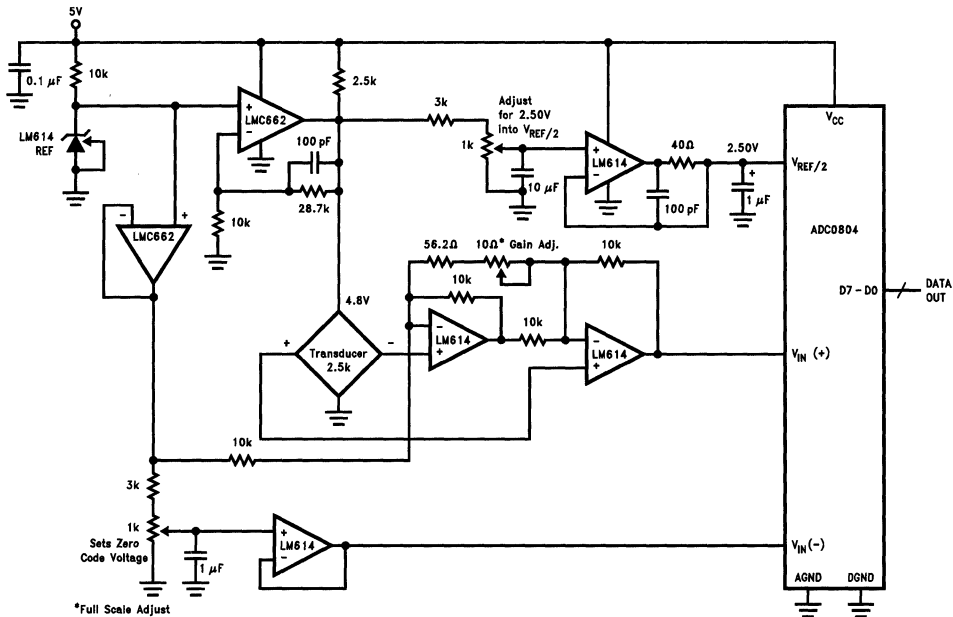 5V
0.1 µF
10k
LM614
REF
+
−
LMC662
2.5k
100 pF
28.7k
10k
−
+
LMC662
3k
Adjust
for 2.50V
into VREF/2
1k
10 µF
+
−
LM614
40Ω
100 pF
2.50V
+
1 µF
VCC
VREF/2
ADC0804
D7 – D0
DATA
OUT
VIN (+)
VIN(−)
AGND
DGND
56.2Ω
10Ω* Gain Adj.
10k
10k
−
+
LM614
10k
−
+
LM614
4.8V
+
−
Transducer
2.5k
10k
3k
1k
Sets Zero
Code Voltage
1 µF
+
−
LM614
*Full Scale Adjust